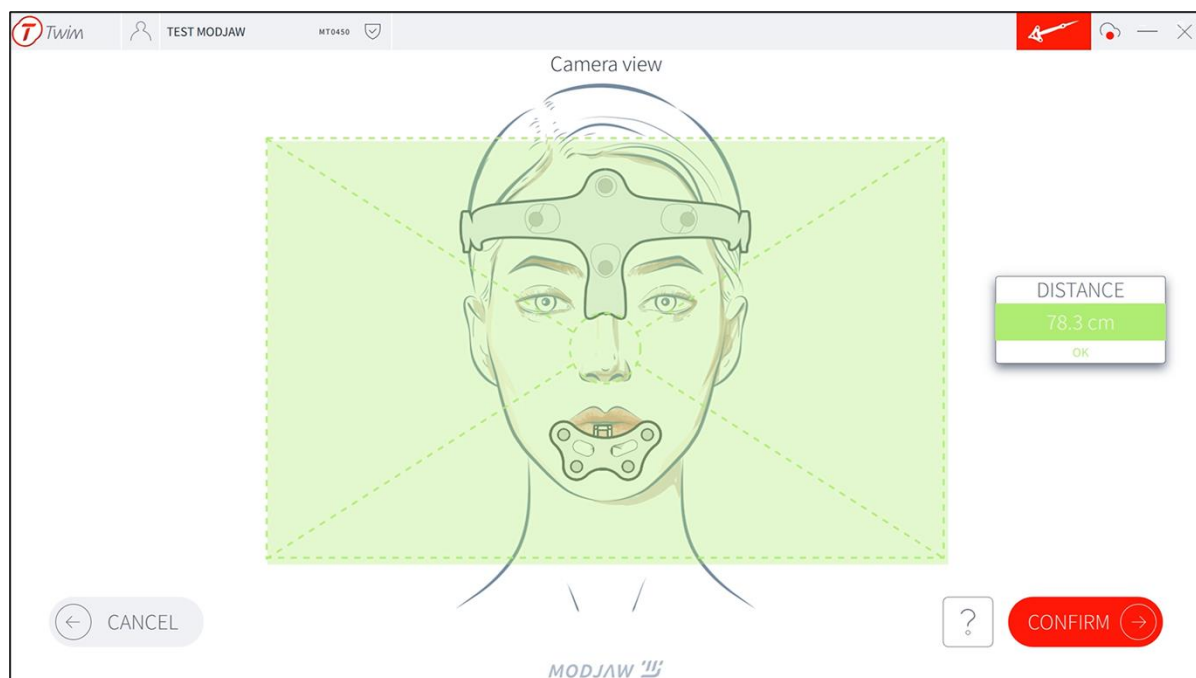 Twim
TEST MODJAW
MT0450
Camera view
DISTANCE
78.3 cm
OK
CANCEL
?
CONFIRM
MODJAW